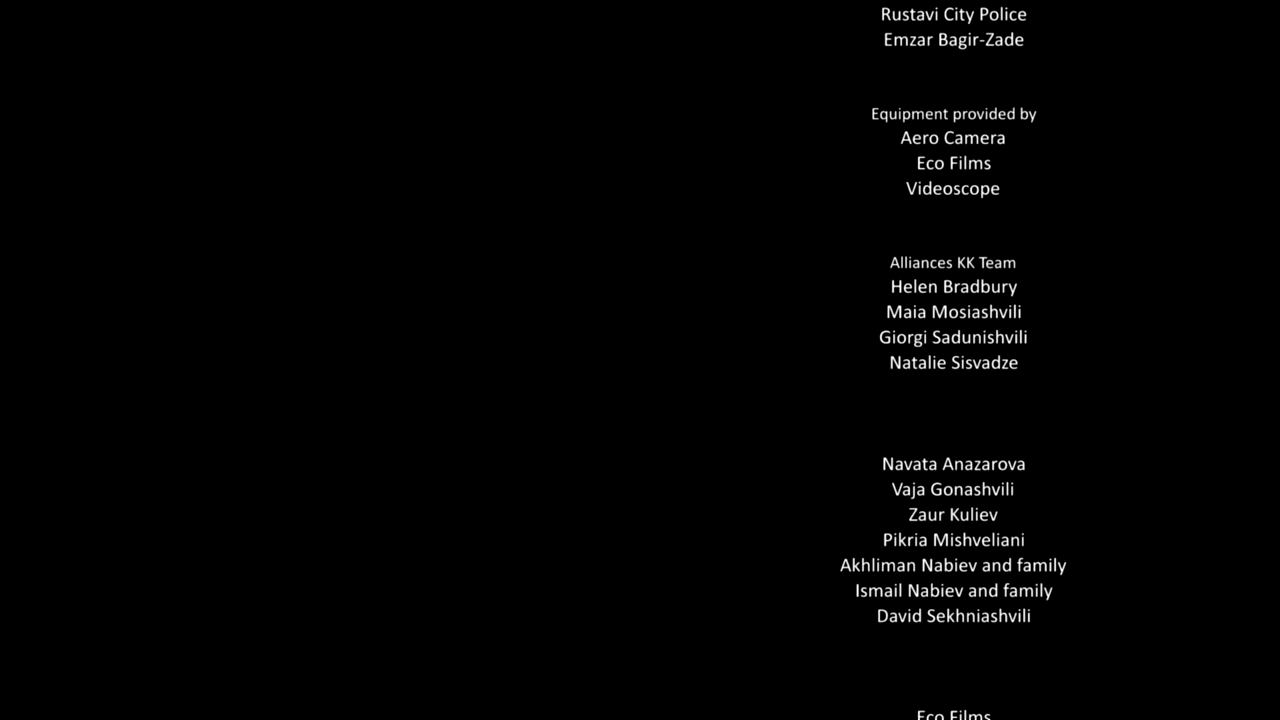 Rustavi City Police
Emzar Bagir-Zade
Equipment provided by
Aero Camera
Eco Films
Videoscope
Alliances KK Team
Helen Bradbury
Maia Mosiashvili
Giorgi Sadunishvili
Natalie Sisvadze
Navata Anazarova
Vaja Gonashvili
Zaur Kuliev
Pikria Mishveliani
Akhliman Nabiev and family
Ismail Nabiev and family
David Sekhniashvili
Eco Films